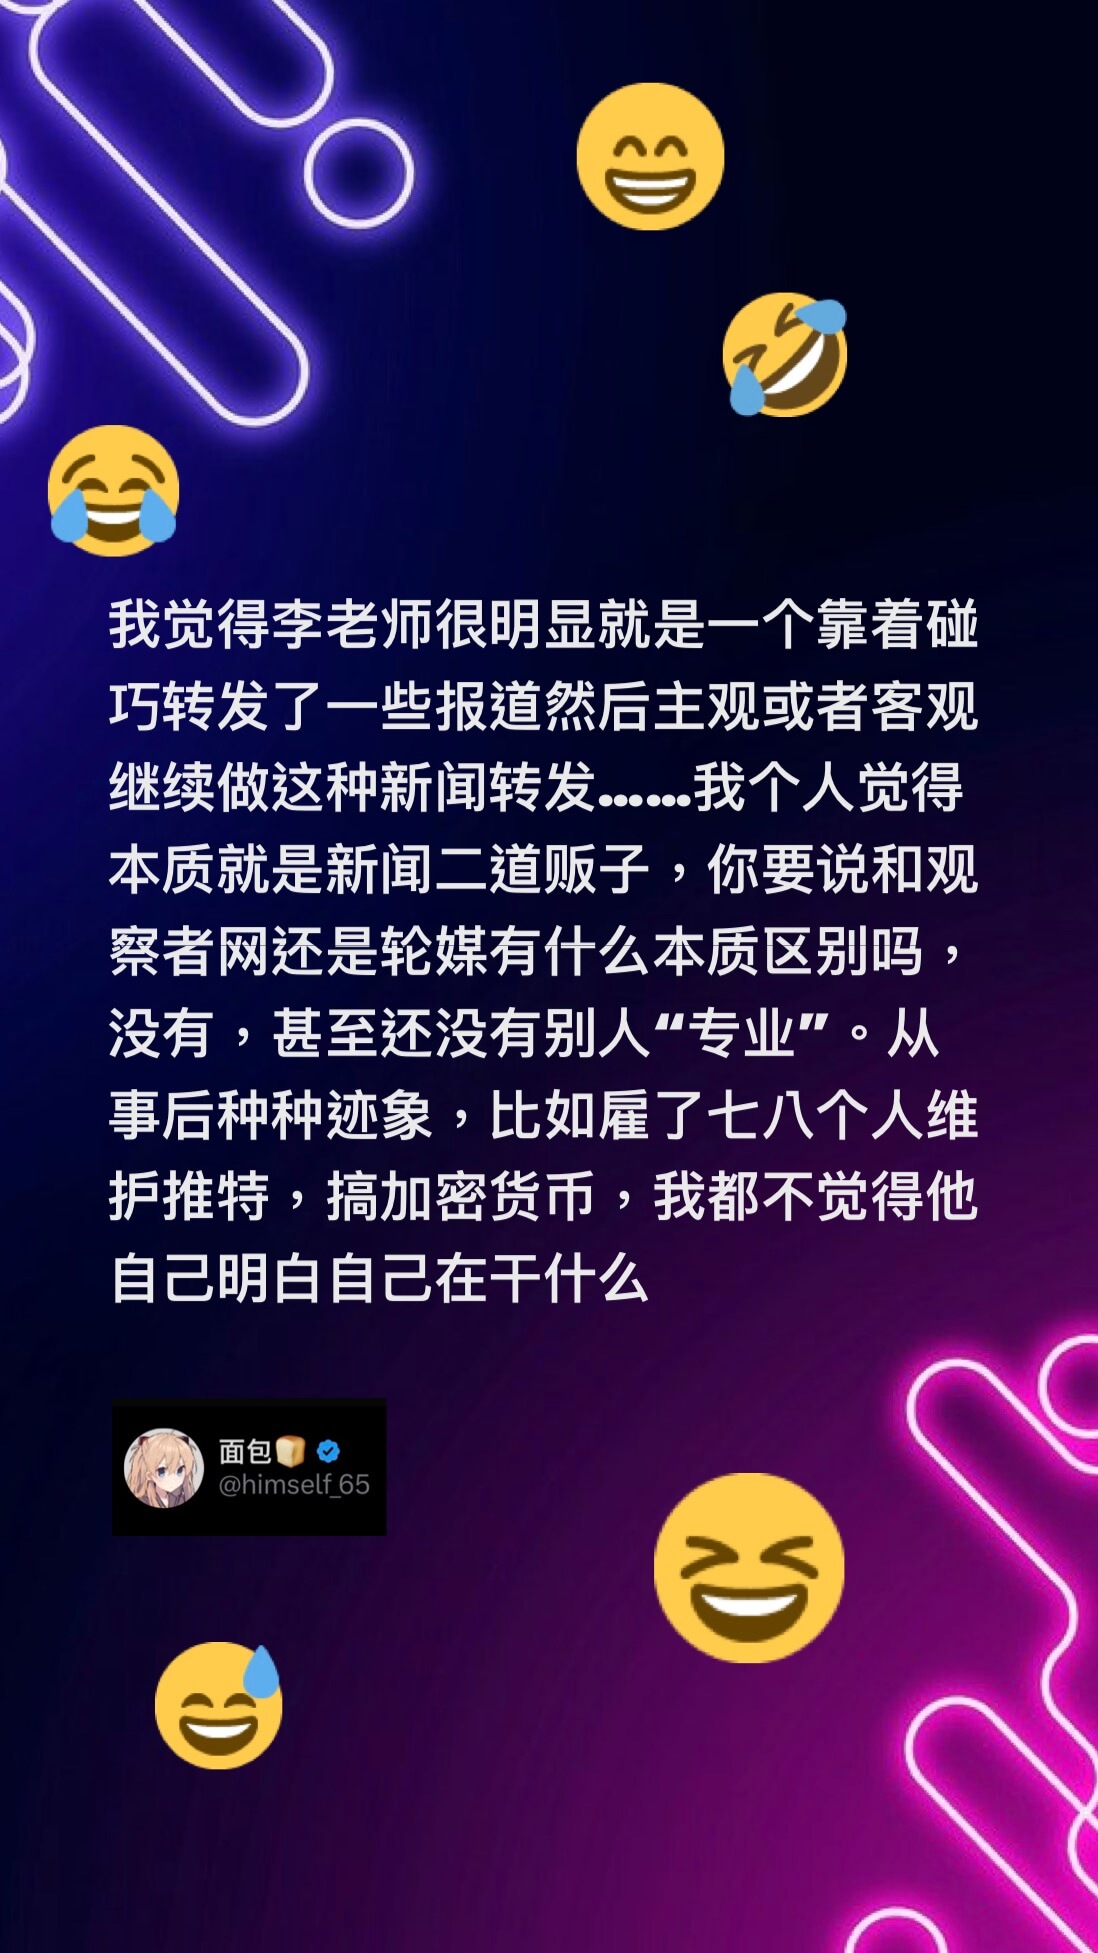 我觉得李老师很明显就是一个靠着碰
巧转发了一些报道然后主观或者客观
继续做这种新闻转发……我个人觉得
本质就是新闻二道贩子，你要说和观
察者网还是轮媒有什么本质区别吗，
没有，甚至还没有别人“专业”。从
事后种种迹象，比如雇了七八个人维
护推特，搞加密货币，我都不觉得他
自己明白自己在干什么
面包🍞
@himself_65